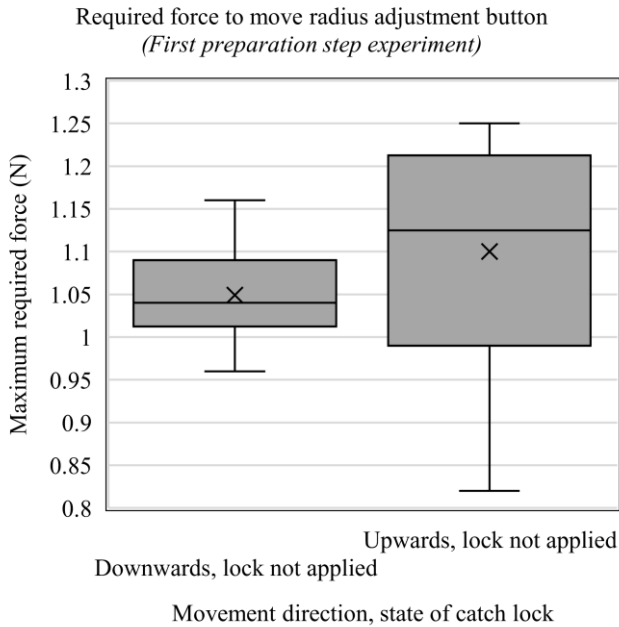 Required force to move radius adjustment button
(First preparation step experiment)
Maximum required force (N)
1.3
1.25
1.2
1.15
1.1
1.05
1
0.95
0.9
0.85
0.8
Upwards, lock not applied
Downwards, lock not applied
Movement direction, state of catch lock